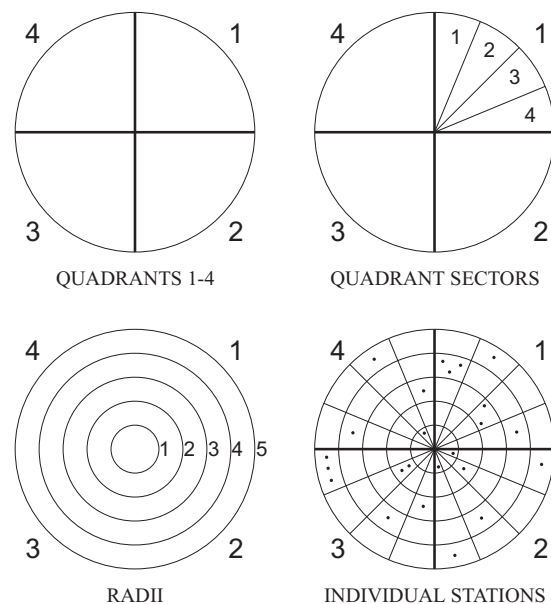 4 1
3 2
QUADRANTS 1-4
4 1
1 2 3 4
3 2
QUADRANT SECTORS
4 1
1 2 3 4 5
3 2
RADII
4 1
3 2
INDIVIDUAL STATIONS